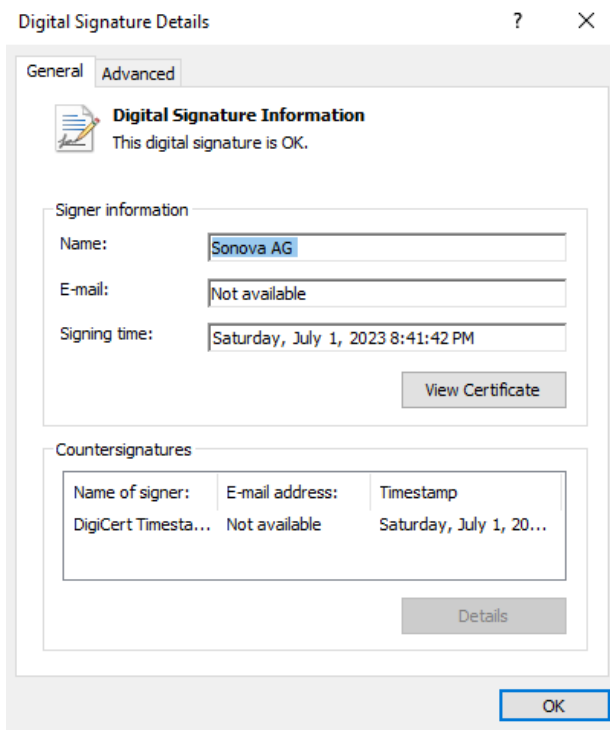 Digital Signature Details ? ×
General Advanced
Digital Signature Information
This digital signature is OK.
Signer information
Name: Sonova AG
E-mail: Not available
Signing time: Saturday, July 1, 2023 8:41:42 PM
View Certificate
Countersignatures
Name of signer: E-mail address: Timestamp
DigiCert Timesta... Not available Saturday, July 1, 20...
Details
OK